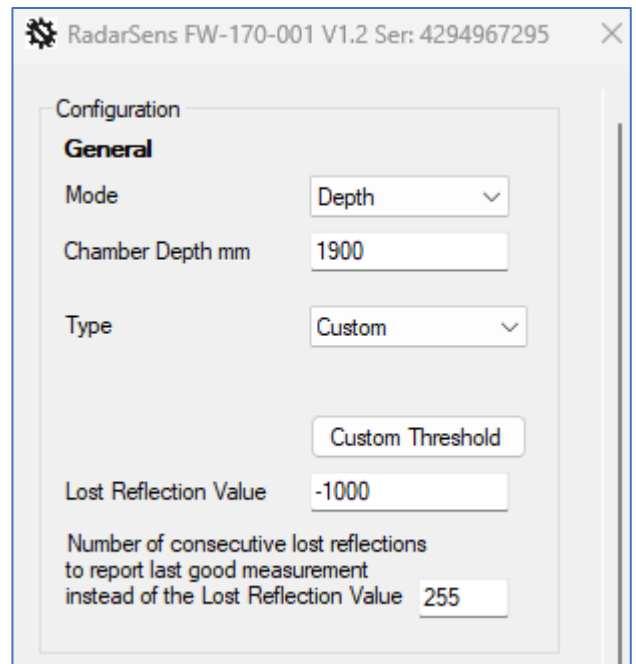 RadarSens FW-170-001 V1.2 Ser: 4294967295
Configuration
General
Mode Depth
Chamber Depth mm 1900
Type Custom
Custom Threshold
Lost Reflection Value -1000
Number of consecutive lost reflections
to report last good measurement
instead of the Lost Reflection Value 255